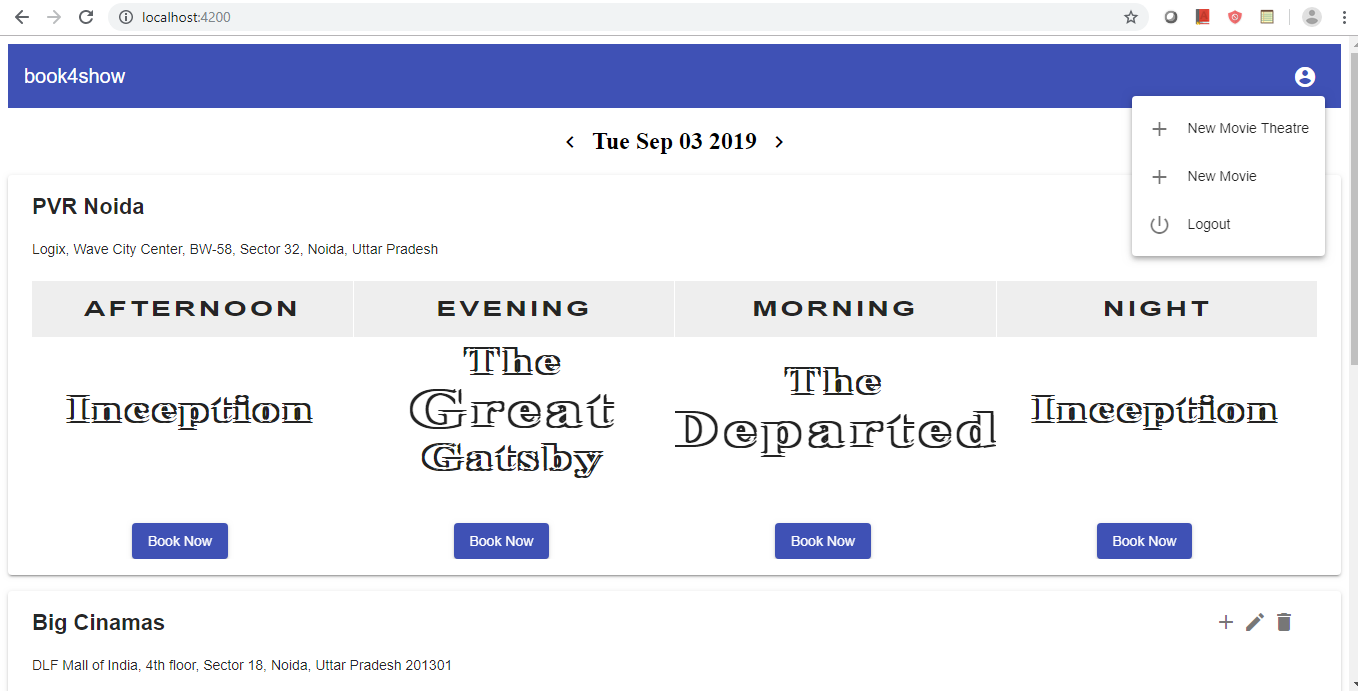 localhost:4200
book4show
New Movie Theatre
New Movie
Logout
Tue Sep 03 2019
PVR Noida
Logix, Wave City Center, BW-58, Sector 32, Noida, Uttar Pradesh
AFTERNOON EVENING MORNING NIGHT
Inception
The
Great
Gatsby
The
Departed
Inception
Book Now Book Now Book Now Book Now
Big Cinamas
DLF Mall of India, 4th floor, Sector 18, Noida, Uttar Pradesh 201301